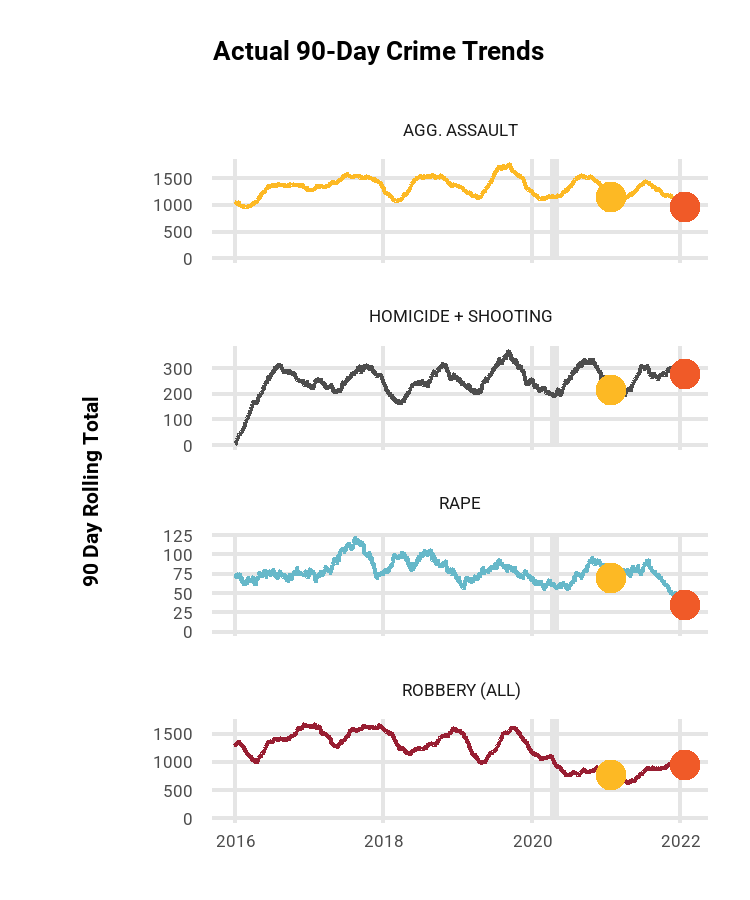 Actual 90-Day Crime Trends
90 Day Rolling Total
AGG. ASSAULT
1500
1000
500
0
HOMICIDE + SHOOTING
300
200
100
0
RAPE
125
100
75
50
25
0
ROBBERY (ALL)
1500
1000
500
0
2016 2018 2020 2022